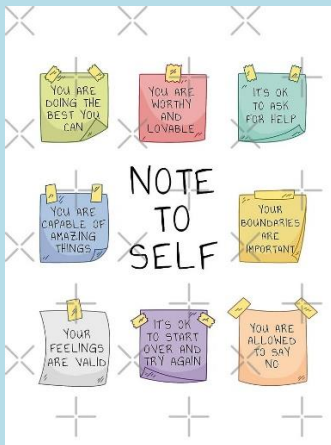 YOU ARE
DOING THE
BEST YOU
CAN
YOU ARE
WORTHY
AND
LOVABLE
ITS OK
TO ASK
FOR HELP
YOU ARE
CAPABLE OF
AMAZING
THINGS
NOTE
TO
SELF
YOUR
BOUNDARIES
ARE
IMPORTANT
YOUR
FEELINGS
ARE VALID
ITS OK
TO START
OVER AND
TRY AGAIN
YOU ARE
ALLOWED
TO SAY
NO